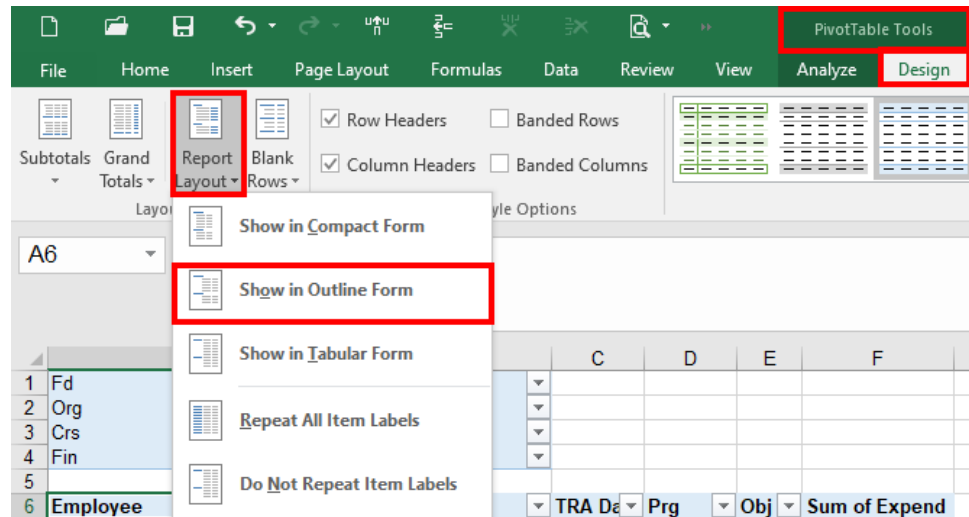 PivotTable Tools
File Home Insert Page Layout Formulas Data Review View Analyze Design
Subtotals Grand Totals Report Layout Blank Rows
Row Headers Banded Rows
Column Headers Banded Columns
yle Options
Show in Compact Form
Show in Outline Form
Show in Tabular Form
Repeat All Item Labels
Do Not Repeat Item Labels
A6
C D E F
1 Fd
2 Org
3 Crs
4 Fin
5
6 Employee TRA Da Prg Obj Sum of Expend